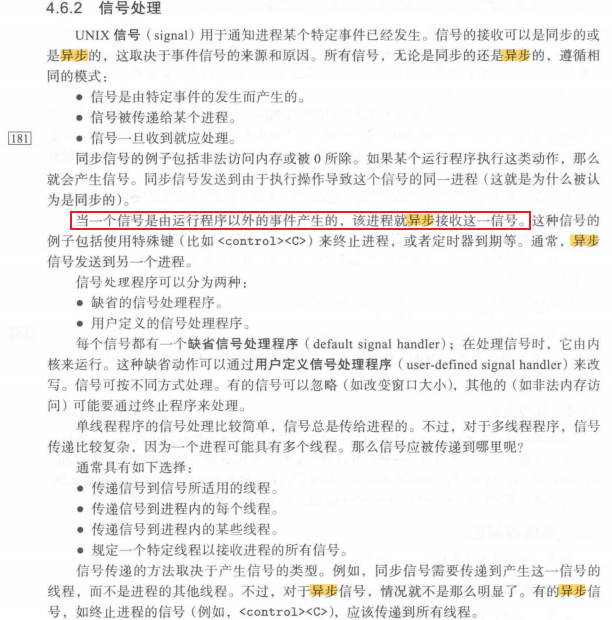 4.6.2 信号处理
UNIX 信号(signal)用于通知进程某个特定事件已经发生。信号的接收可以是同步的或
是异步的，这取决于事件信号的来源和原因。所有信号，无论是同步的还是异步的，遵循相
同的模式：
● 信号是由特定事件的发生而产生的。
● 信号被传递给某个进程。
181 ● 信号一旦收到就应处理。
同步信号的例子包括非法访问内存或被 0 所除。如果某个运行程序执行这类动作，那么
就会产生信号。同步信号发送到由于执行操作导致这个信号的同一进程（这就是为什么被认
为是同步的）。
当一个信号是由运行程序以外的事件产生的，该进程就异步接收这一信号。这种信号的
例子包括使用特殊键（比如 <control><C>）来终止进程，或者定时器到期等。通常，异步
信号发送到另一个进程。
信号处理程序可以分为两种：
● 缺省的信号处理程序。
● 用户定义的信号处理程序。
每个信号都有一个缺省信号处理程序（default signal handler）；在处理信号时，它由内
核来运行。这种缺省动作可以通过用户定义信号处理程序（user-defined signal handler）来改
写。信号可按不同方式处理。有的信号可以忽略（如改变窗口大小），其他的（如非法内存访
问）可能要通过终止程序来处理。
单线程程序的信号处理比较简单，信号总是传给进程的。不过，对于多线程程序，信号
传递比较复杂，因为一个进程可能具有多个线程。那么信号应被传递到哪里呢？
通常具有如下选择：
● 传递信号到信号所适用的线程。
● 传递信号到进程内的每个线程。
● 传递信号到进程内的某些线程。
● 规定一个特定线程以接收进程的所有信号。
信号传递的方法取决于产生信号的类型。例如，同步信号需要传递到产生这一信号的
线程，而不是进程的其他线程。不过，对于异步信号，情况就不是那么明显了。有的异步信
号，如终止进程的信号（例如，<control><C>），应该传递到所有线程。